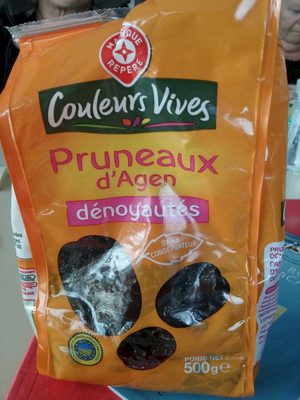 MARQUE
REPÈRE
Couleurs Vives
Pruneaux
d'Agen
dénoyautés
SANS
CONSERVATEUR
POIDS NET
500g e